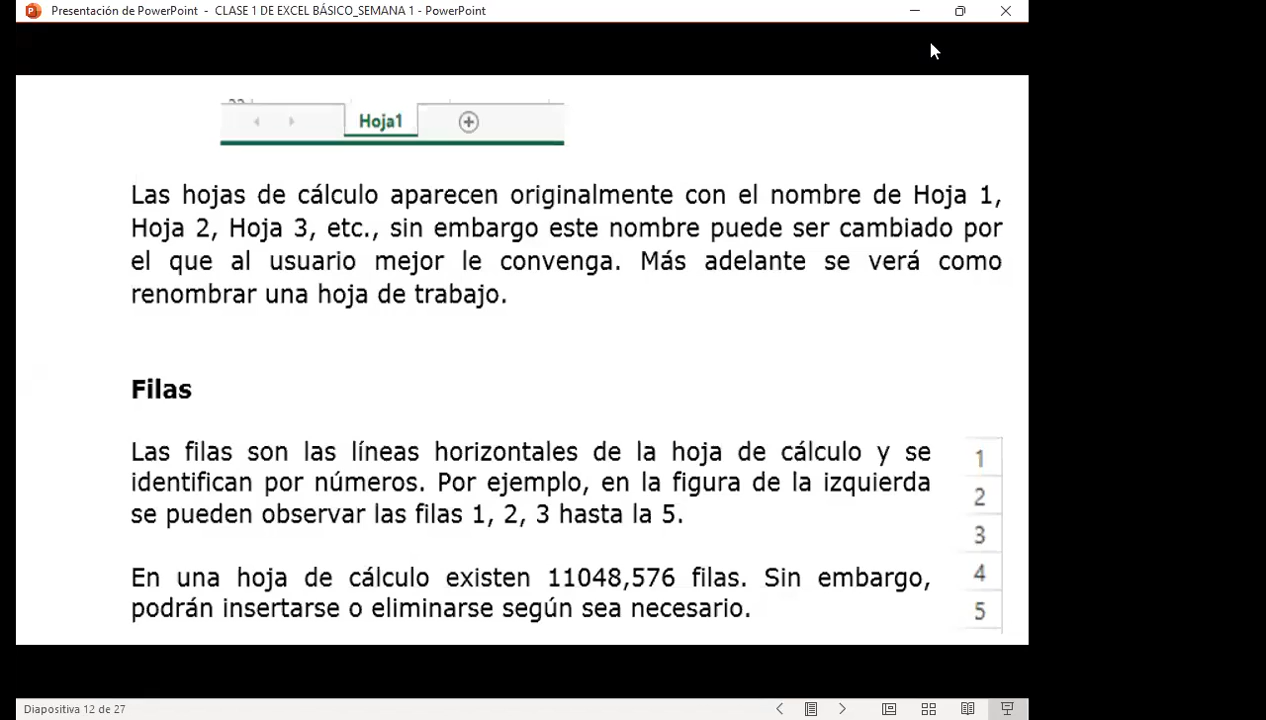 Presentación de PowerPoint - CLASE 1 DE EXCEL BÁSICO_SEMANA 1 - PowerPoint
Hoja1
Las hojas de cálculo aparecen originalmente con el nombre de Hoja 1,
Hoja 2, Hoja 3, etc., sin embargo este nombre puede ser cambiado por
el que al usuario mejor le convenga. Más adelante se verá como
renombrar una hoja de trabajo.
Filas
Las filas son las líneas horizontales de la hoja de cálculo y se
identifican por números. Por ejemplo, en la figura de la izquierda
se pueden observar las filas 1, 2, 3 hasta la 5.
En una hoja de cálculo existen 11048,576 filas. Sin embargo,
podrán insertarse o eliminarse según sea necesario.
1
2
3
4
5
Diapositiva 12 de 27